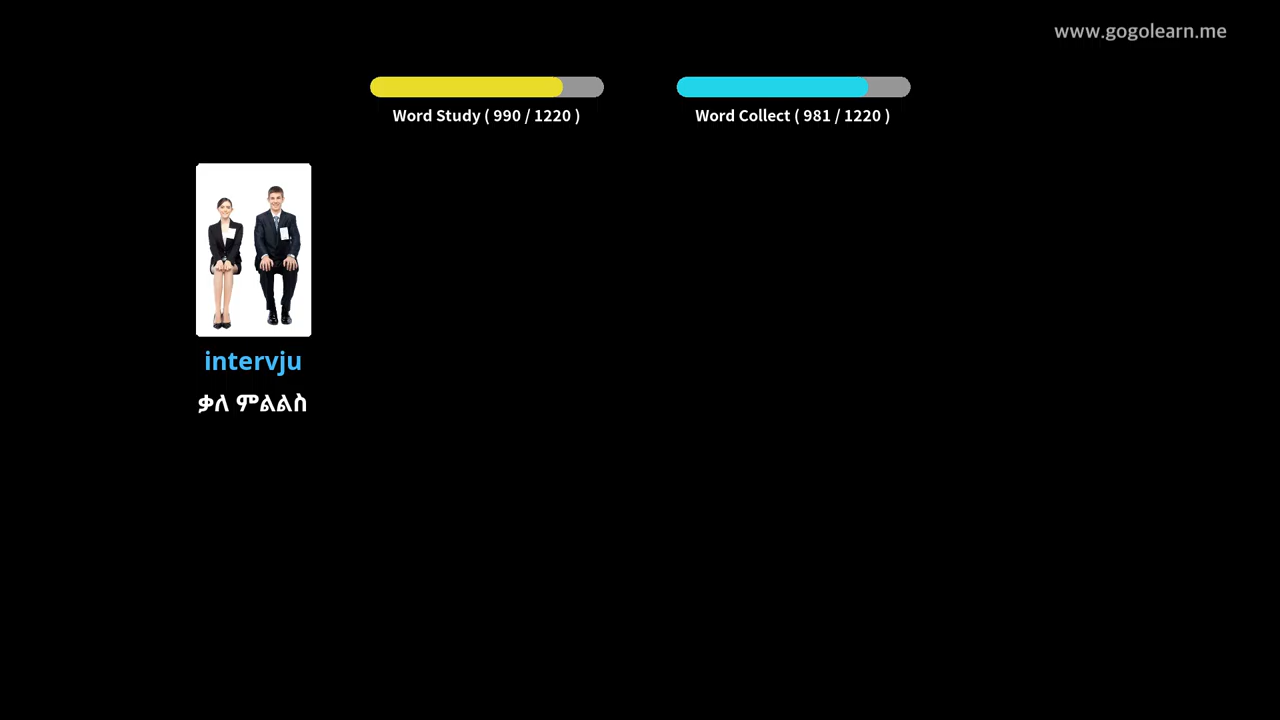 www.gogolearn.me
Word Study ( 990 / 1220 )
Word Collect ( 981 / 1220 )
intervju
ቃለ ምልልስ